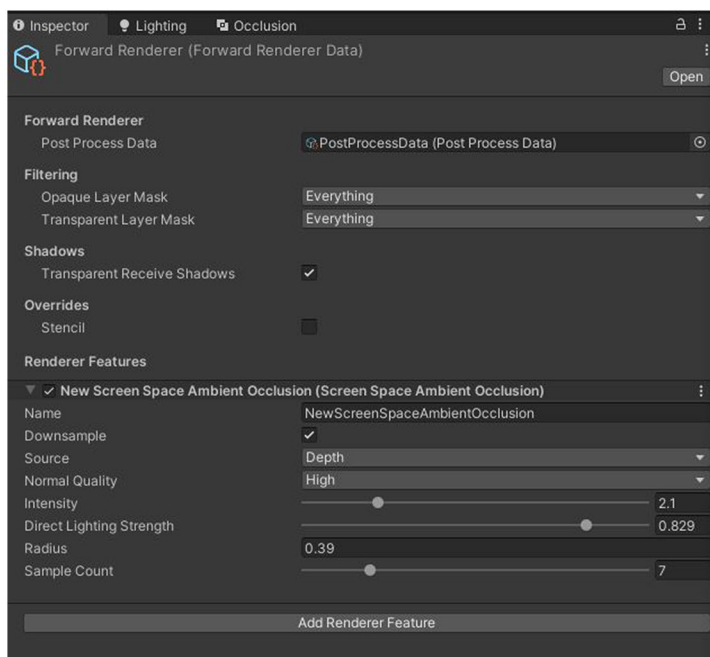 Inspector Lighting Occlusion
Forward Renderer (Forward Renderer Data)
Open
Forward Renderer
Post Process Data PostProcessData (Post Process Data)
Filtering
Opaque Layer Mask Everything
Transparent Layer Mask Everything
Shadows
Transparent Receive Shadows
Overrides
Stencil
Renderer Features
New Screen Space Ambient Occlusion (Screen Space Ambient Occlusion)
Name NewScreenSpaceAmbientOcclusion
Downsample
Source Depth
Normal Quality High
Intensity 2.1
Direct Lighting Strength 0.829
Radius 0.39
Sample Count 7
Add Renderer Feature